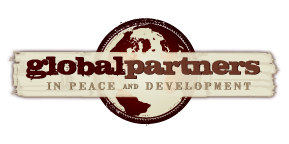 globalpartners
IN PEACE AND DEVELOPMENT